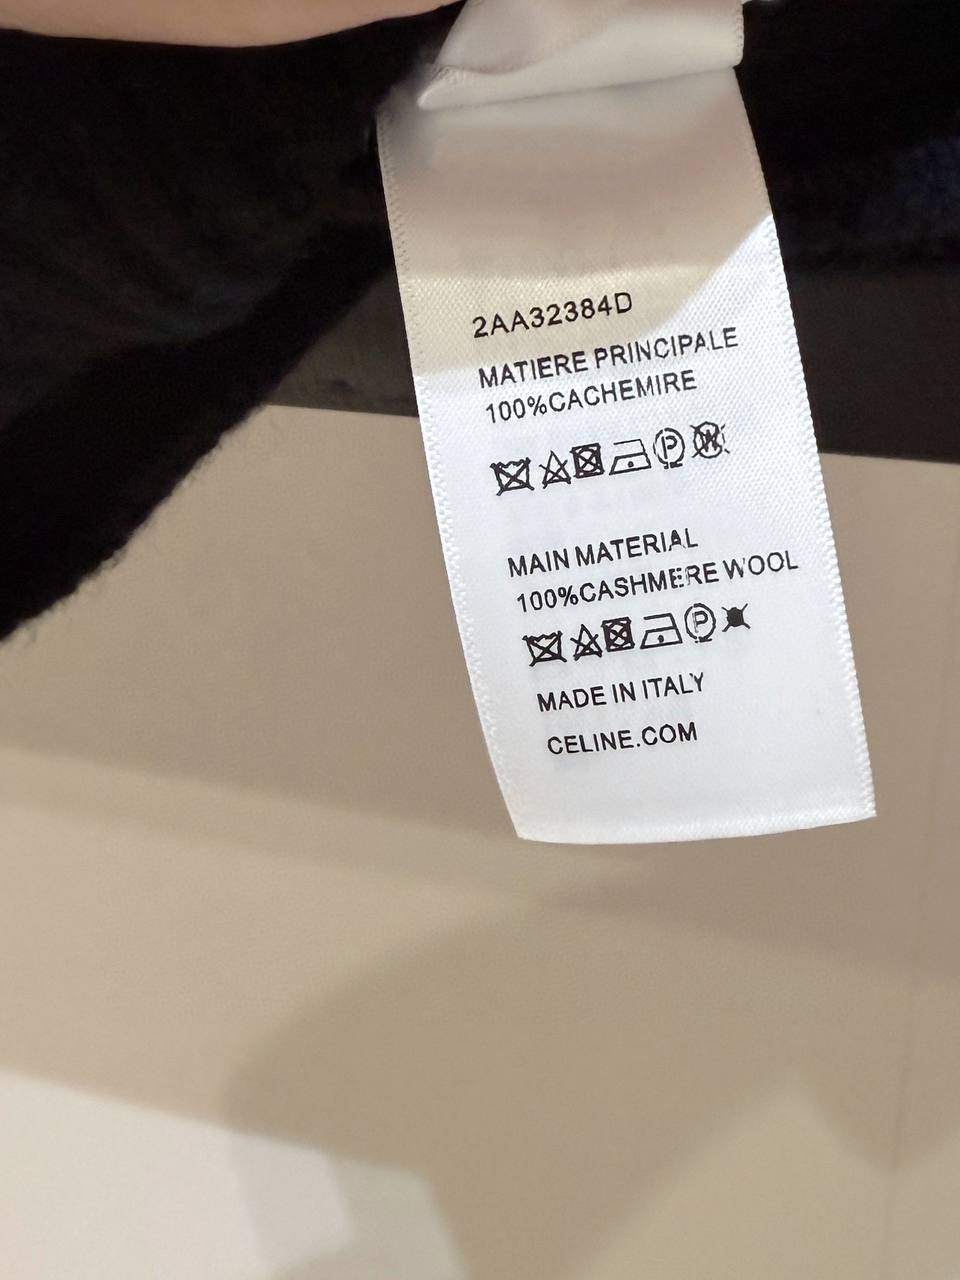 2AA32384D
MATIERE PRINCIPALE
100%CACHEMIRE
MAIN MATERIAL
100%CASHMERE WOOL
MADE IN ITALY
CELINE.COM